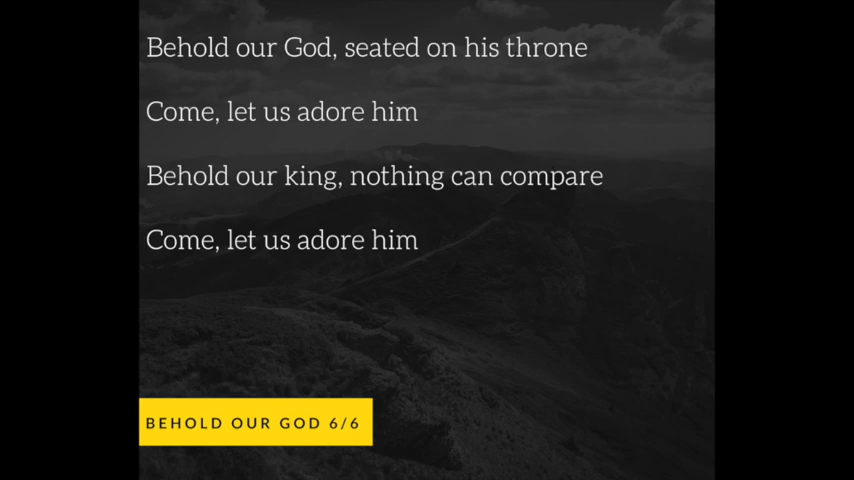 Behold our God, seated on his throne
Come, let us adore him
Behold our king, nothing can compare
Come, let us adore him
BEHOLD OUR GOD 6/6